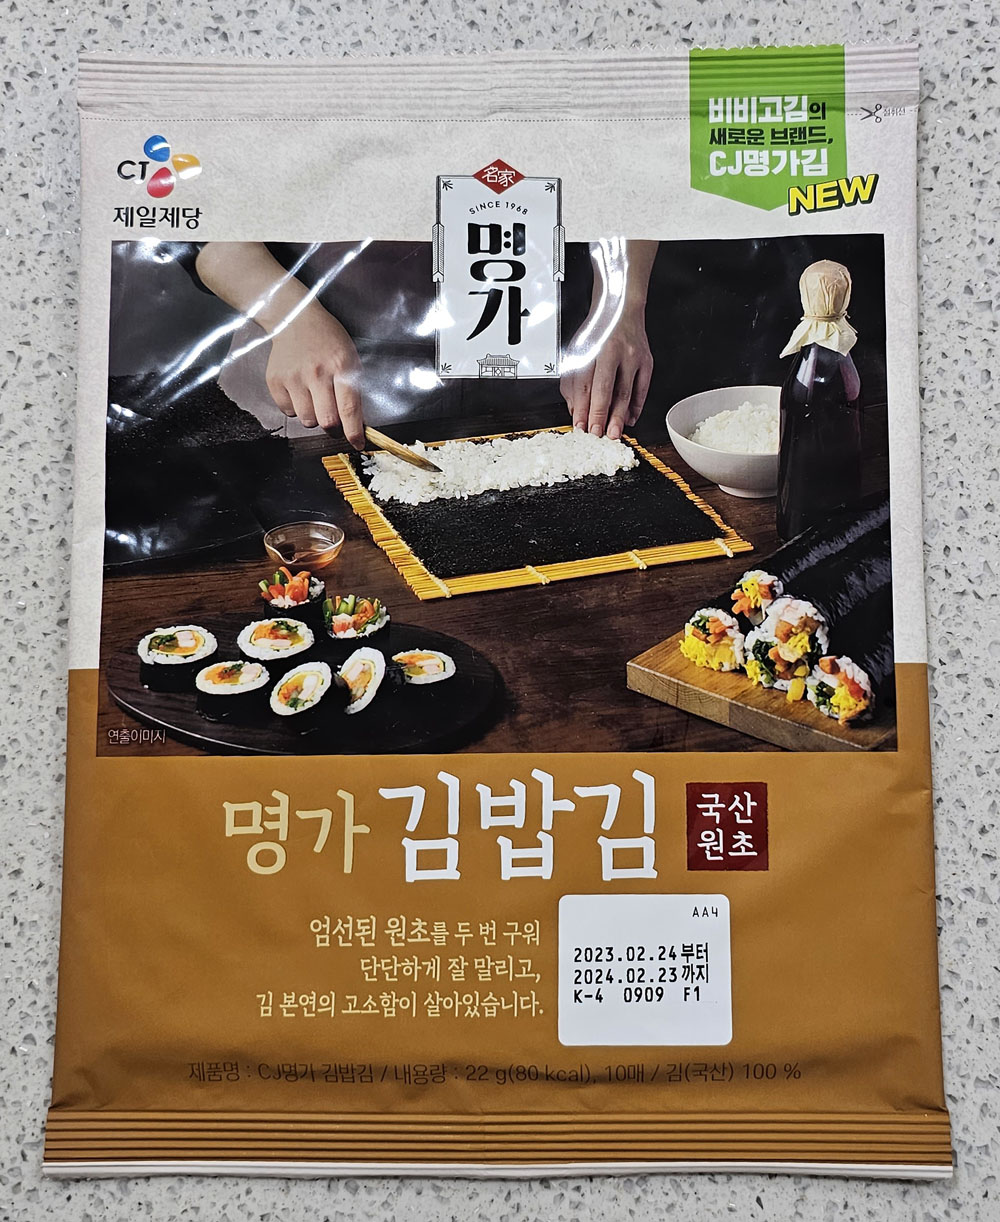 비비고김의
새로운 브랜드,
CJ명가김
NEW
절취선
CJ
제일제당
名家
SINCE 1968
명가
연출이미지
명가 김밥김
국산
원초
엄선된 원초를 두 번 구워
단단하게 잘 말리고,
김 본연의 고소함이 살아있습니다.
AA4
2023.02.24부터
2024.02.23까지
K-4 0909 F1
제품명 : CJ명가 김밥김 / 내용량 : 22 g(80 kcal), 10매 / 김(국산) 100 %